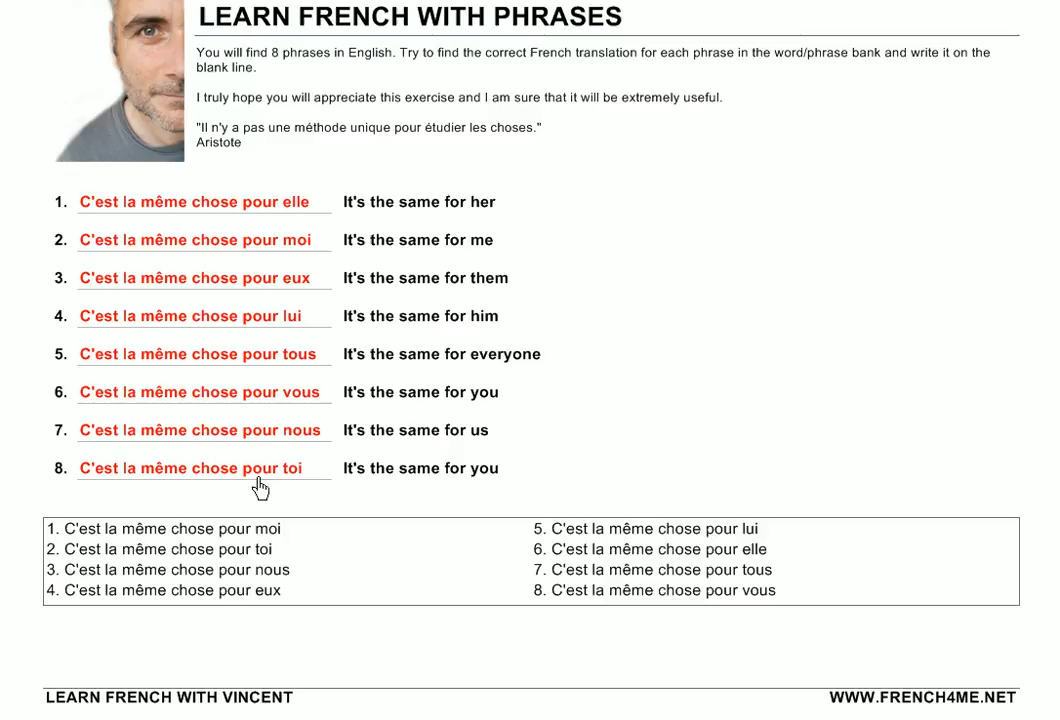 LEARN FRENCH WITH PHRASES
You will find 8 phrases in English. Try to find the correct French translation for each phrase in the word/phrase bank and write it on the
blank line.
I truly hope you will appreciate this exercise and I am sure that it will be extremely useful.
"Il n'y a pas une méthode unique pour étudier les choses."
Aristote
1. C'est la même chose pour elle It's the same for her
2. C'est la même chose pour moi It's the same for me
3. C'est la même chose pour eux It's the same for them
4. C'est la même chose pour lui It's the same for him
5. C'est la même chose pour tous It's the same for everyone
6. C'est la même chose pour vous It's the same for you
7. C'est la même chose pour nous It's the same for us
8. C'est la même chose pour toi It's the same for you
1. C'est la même chose pour moi
2. C'est la même chose pour toi
3. C'est la même chose pour nous
4. C'est la même chose pour eux
5. C'est la même chose pour lui
6. C'est la même chose pour elle
7. C'est la même chose pour tous
8. C'est la même chose pour vous
LEARN FRENCH WITH VINCENT
WWW.FRENCH4ME.NET